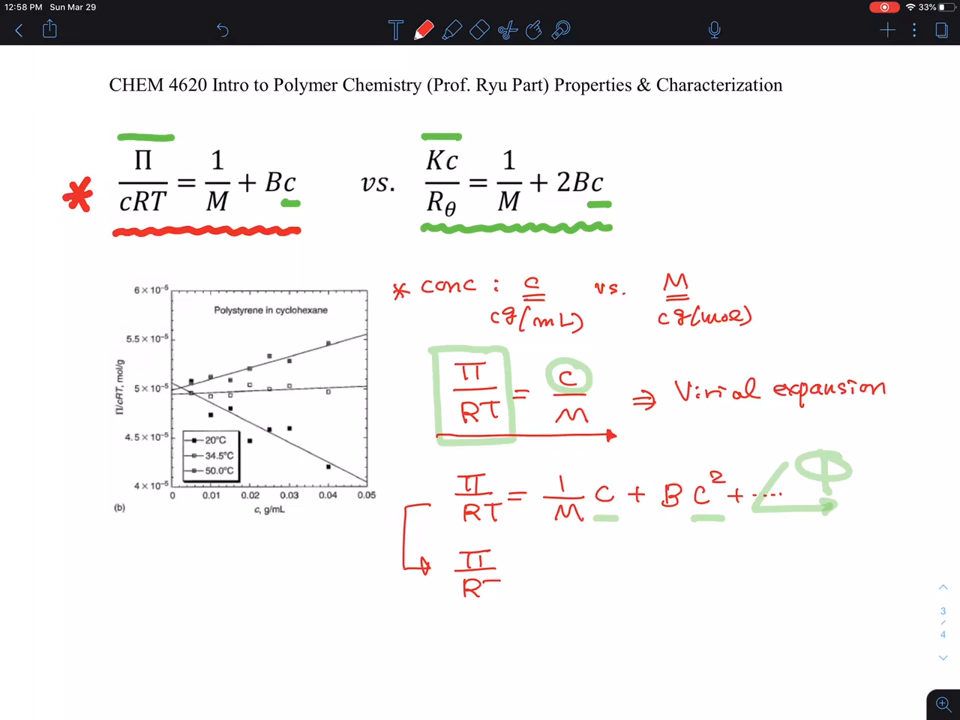 12:58 PM Sun Mar 29
33%
CHEM 4620 Intro to Polymer Chemistry (Prof. Ryu Part) Properties & Characterization
Π/cRT = 1/M + Bc vs. Kc/R_θ = 1/M + 2Bc
* conc : c vs. M
cg(mL) cg(mol)
Π/RT = c/M ⇒ Virial expansion
Π/RT = 1/M c + B c² + ....
Φ
Π/RT
6 × 10⁻⁵
Polystyrene in cyclohexane
5.5 × 10⁻⁵
5 × 10⁻⁵
4.5 × 10⁻⁵
4 × 10⁻⁵
Π/cRT, mol/g
20°C
34.5°C
50.0°C
0 0.01 0.02 0.03 0.04 0.05
(b) c, g/mL
3
/
4